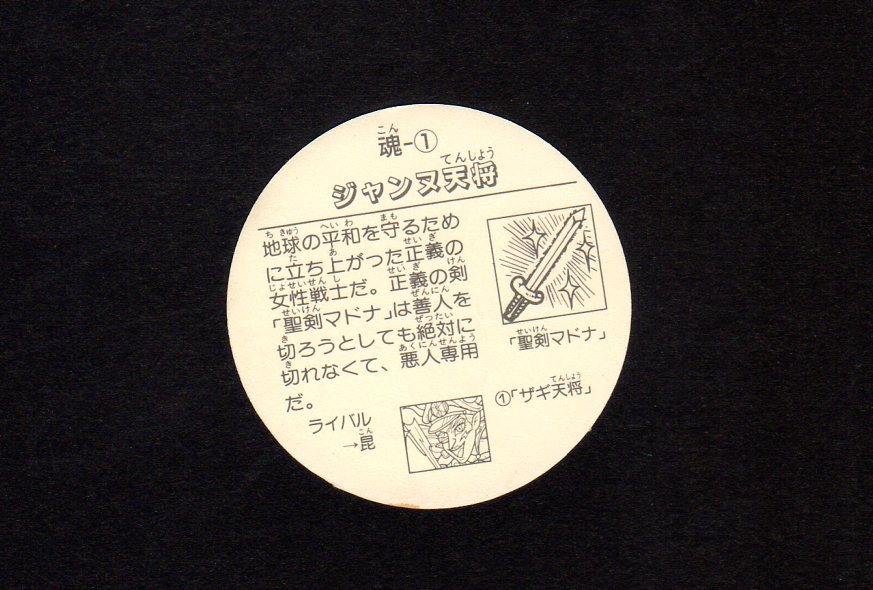 魂-①
ジャンヌ天将
地球の平和を守るため
に立ち上がった正義の
女性戦士だ。正義の剣
「聖剣マドナ」は善人を
切ろうとしても絶対に
切れなくて、悪人専用
だ。
「聖剣マドナ」
ライバル
→昆
①「ザギ天将」